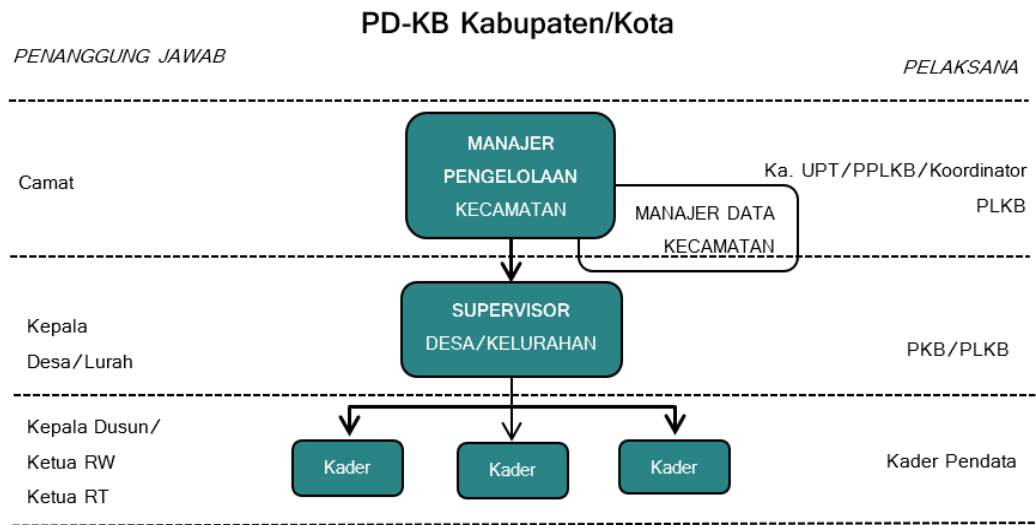 PD-KB Kabupaten/Kota
PENANGGUNG JAWAB
PELAKSANA
Camat
MANAJER
PENGELOLAAN
KECAMATAN
MANAJER DATA
KECAMATAN
Ka. UPT/PPLKB/Koordinator
PLKB
Kepala
Desa/Lurah
SUPERVISOR
DESA/KELURAHAN
PKB/PLKB
Kepala Dusun/
Ketua RW
Ketua RT
Kader
Kader
Kader
Kader Pendata